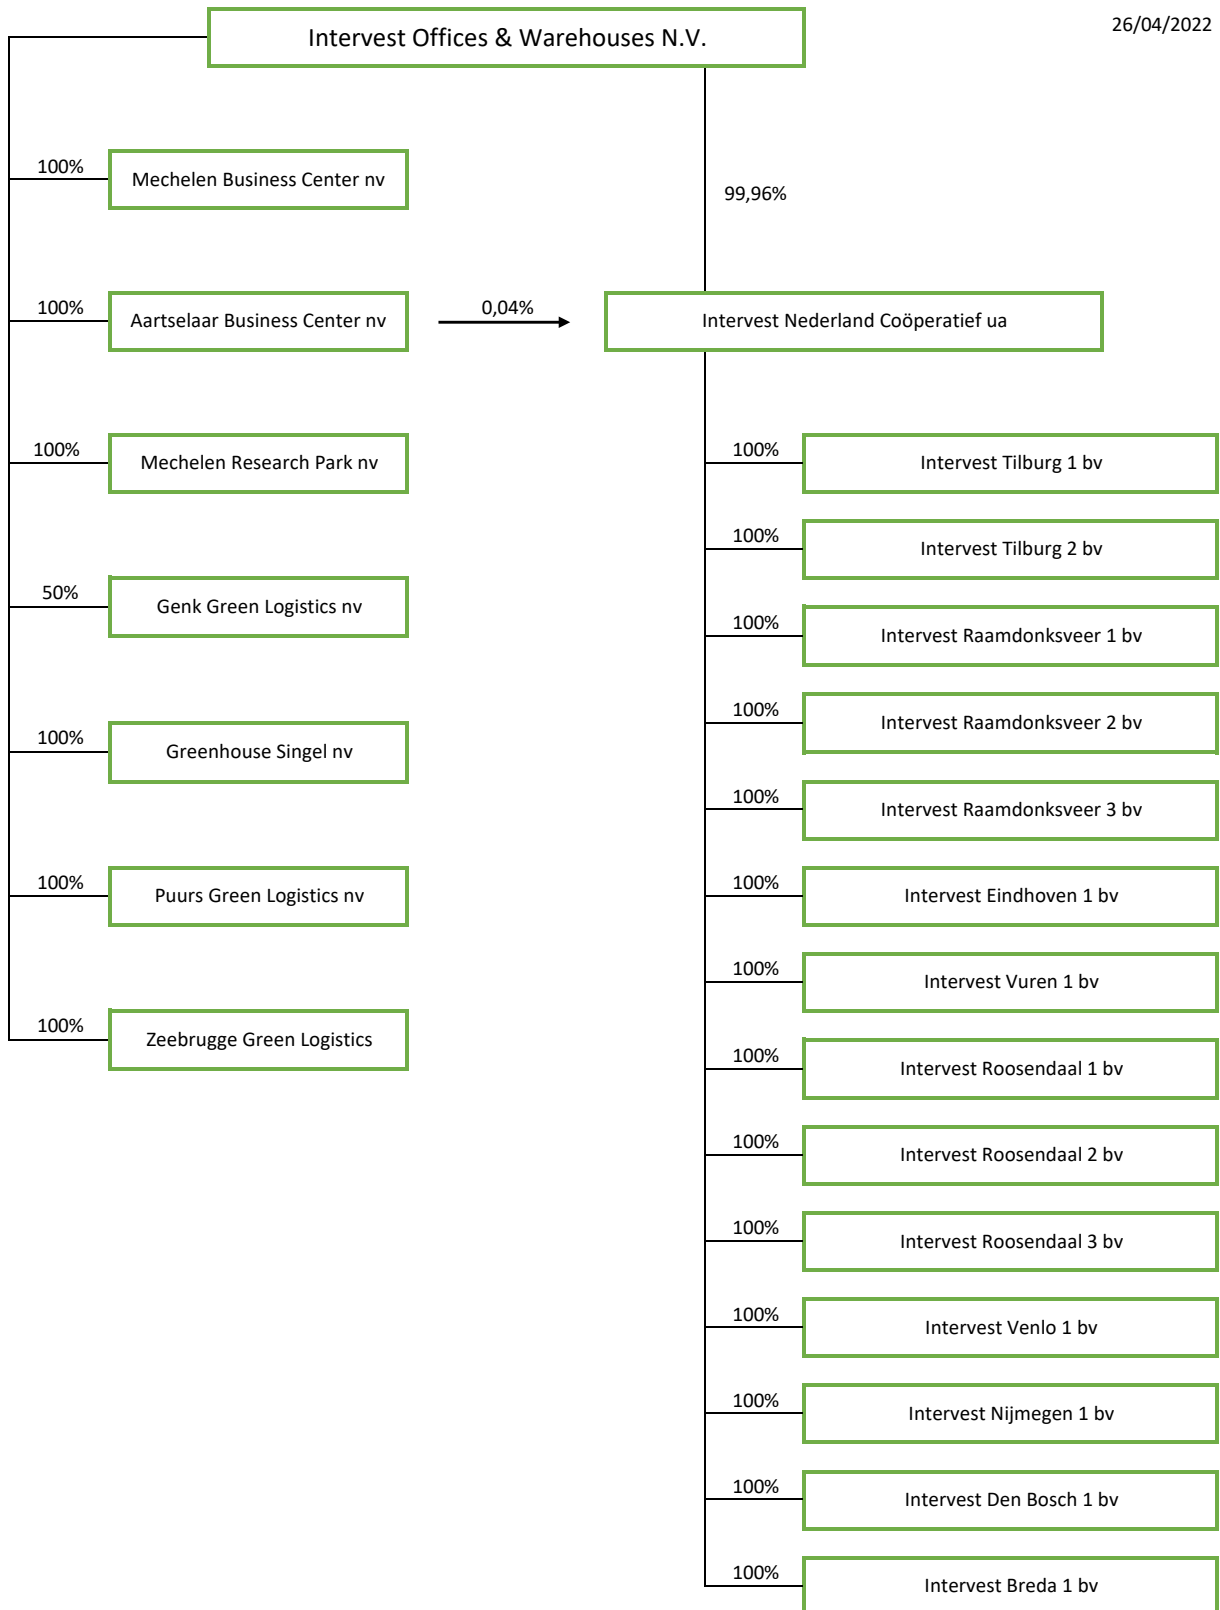 Intervest Offices & Warehouses N.V.
26/04/2022
100%
Mechelen Business Center nv
99,96%
100%
Aartselaar Business Center nv
0,04%
Intervest Nederland Coöperatief ua
100%
Mechelen Research Park nv
100%
Intervest Tilburg 1 bv
100%
Intervest Tilburg 2 bv
50%
Genk Green Logistics nv
100%
Intervest Raamdonksveer 1 bv
100%
Intervest Raamdonksveer 2 bv
100%
Greenhouse Singel nv
100%
Intervest Raamdonksveer 3 bv
100%
Puurs Green Logistics nv
100%
Intervest Eindhoven 1 bv
100%
Intervest Vuren 1 bv
100%
Zeebrugge Green Logistics
100%
Intervest Roosendaal 1 bv
100%
Intervest Roosendaal 2 bv
100%
Intervest Roosendaal 3 bv
100%
Intervest Venlo 1 bv
100%
Intervest Nijmegen 1 bv
100%
Intervest Den Bosch 1 bv
100%
Intervest Breda 1 bv